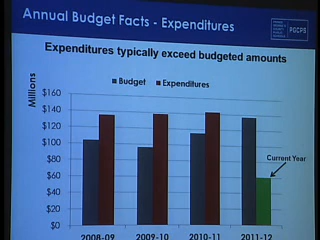 Annual Budget Facts - Expenditures
PGCPS
Expenditures typically exceed budgeted amounts
Budget
Expenditures
Millions
$160
$140
$120
$100
$80
$60
$40
$20
$0
Current Year
2008-09
2009-10
2010-11
2011-12